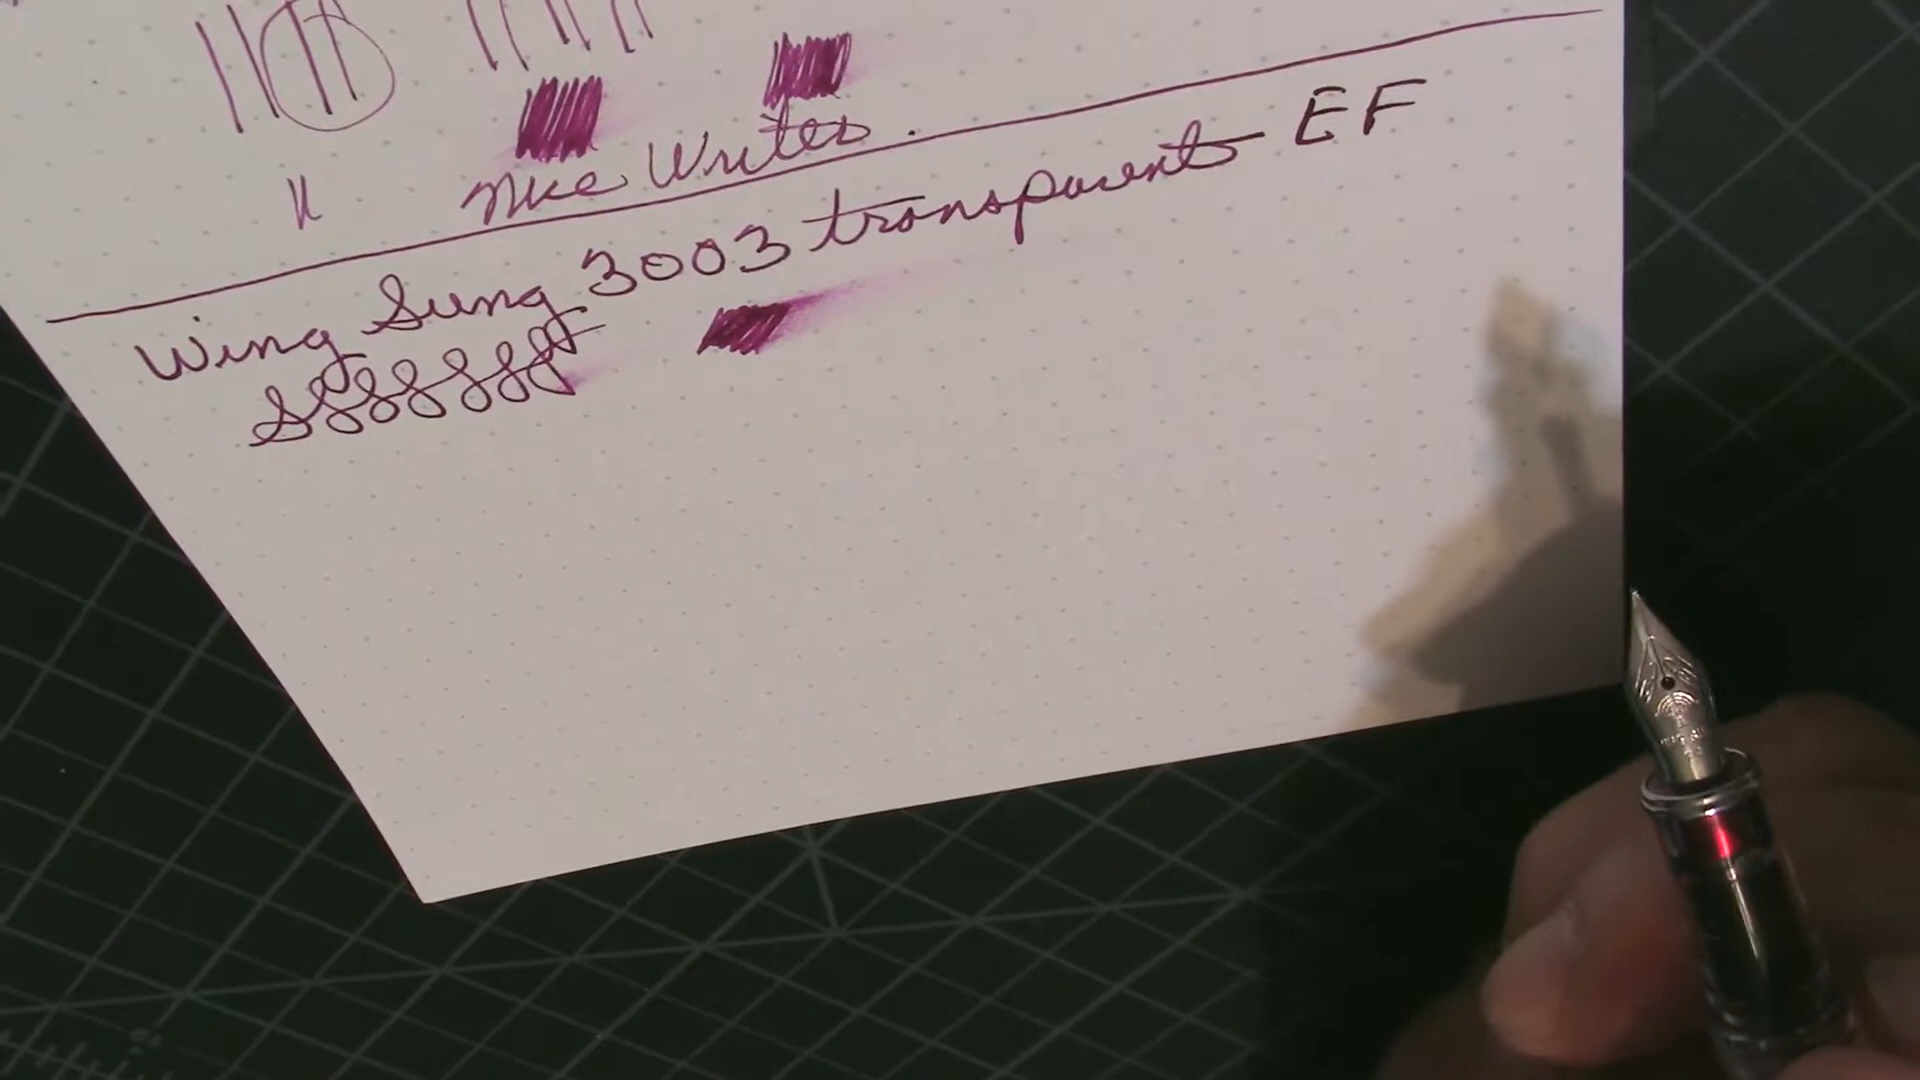 Nice Writer.
Wing Sung 3003 transparent EF